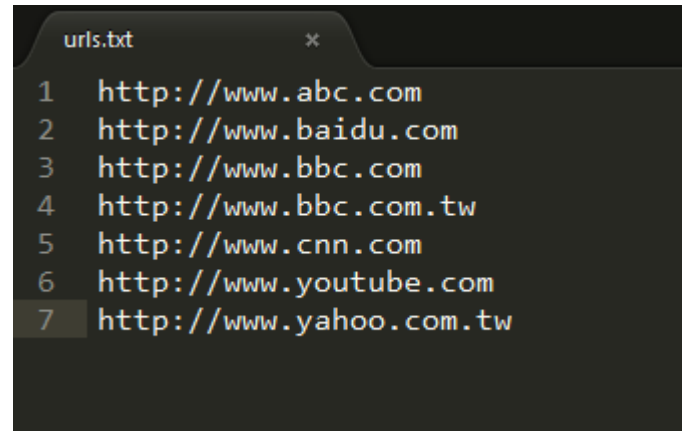 urls.txt ×
1 http://www.abc.com
2 http://www.baidu.com
3 http://www.bbc.com
4 http://www.bbc.com.tw
5 http://www.cnn.com
6 http://www.youtube.com
7 http://www.yahoo.com.tw